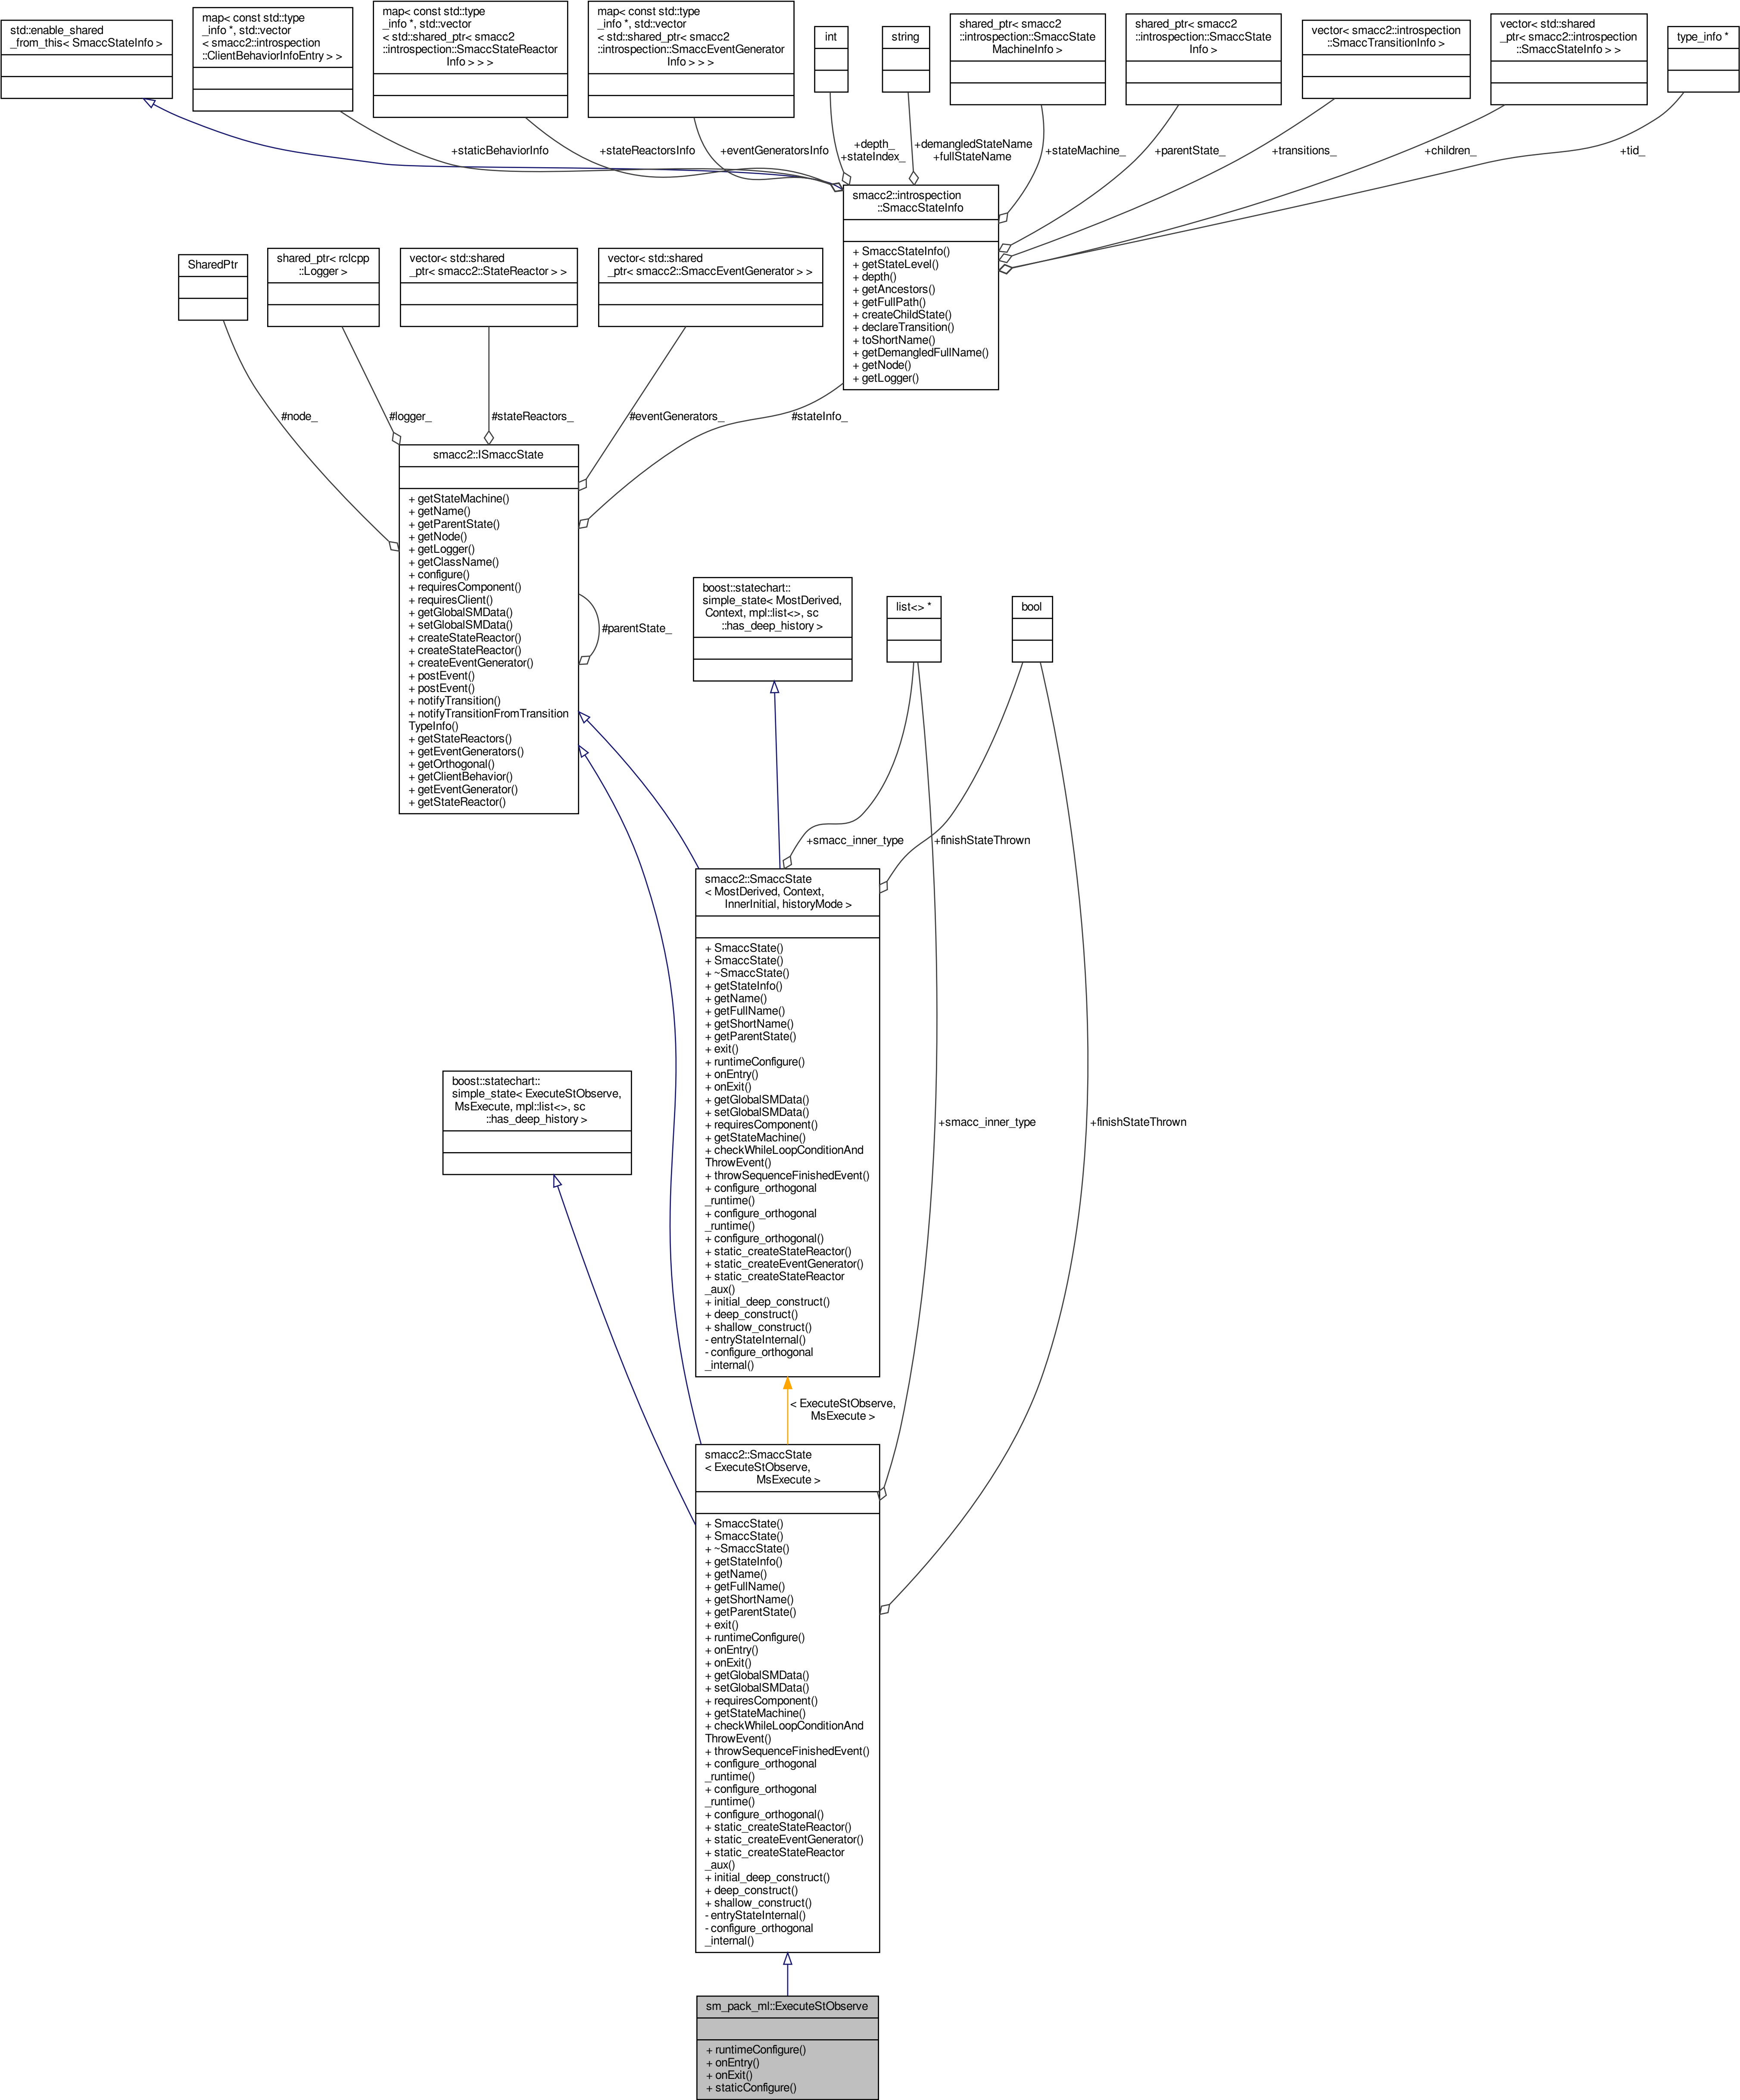 std::enable_shared
_from_this< SmaccStateInfo >
map< const std::type
_info *, std::vector
< smacc2::introspection
::ClientBehaviorInfoEntry > >
map< const std::type
_info *, std::vector
< std::shared_ptr< smacc2
::introspection::SmaccStateReactor
Info > > >
map< const std::type
_info *, std::vector
< std::shared_ptr< smacc2
::introspection::SmaccEventGenerator
Info > > >
int
string
shared_ptr< smacc2
::introspection::SmaccState
MachineInfo >
shared_ptr< smacc2
::introspection::SmaccState
Info >
vector< smacc2::introspection
::SmaccTransitionInfo >
vector< std::shared
_ptr< smacc2::introspection
::SmaccStateInfo > >
type_info *
+staticBehaviorInfo
+stateReactorsInfo
+eventGeneratorsInfo
+depth_
+stateIndex_
+demangledStateName
+fullStateName
+stateMachine_
+parentState_
+transitions_
+children_
+tid_
smacc2::introspection
::SmaccStateInfo
+ SmaccStateInfo()
+ getStateLevel()
+ depth()
+ getAncestors()
+ getFullPath()
+ createChildState()
+ declareTransition()
+ toShortName()
+ getDemangledFullName()
+ getNode()
+ getLogger()
SharedPtr
shared_ptr< rclcpp
::Logger >
vector< std::shared
_ptr< smacc2::StateReactor > >
vector< std::shared
_ptr< smacc2::SmaccEventGenerator > >
#node_
#logger_
#stateReactors_
#eventGenerators_
#stateInfo_
smacc2::ISmaccState
+ getStateMachine()
+ getName()
+ getParentState()
+ getNode()
+ getLogger()
+ getClassName()
+ configure()
+ requiresComponent()
+ requiresClient()
+ getGlobalSMData()
+ setGlobalSMData()
+ createStateReactor()
+ createStateReactor()
+ createEventGenerator()
+ postEvent()
+ postEvent()
+ notifyTransition()
+ notifyTransitionFromTransition
TypeInfo()
+ getStateReactors()
+ getEventGenerators()
+ getOrthogonal()
+ getClientBehavior()
+ getEventGenerator()
+ getStateReactor()
#parentState_
boost::statechart::
simple_state< MostDerived,
Context, mpl::list<>, sc
::has_deep_history >
list<> *
bool
+smacc_inner_type
+finishStateThrown
smacc2::SmaccState
< MostDerived, Context,
InnerInitial, historyMode >
+ SmaccState()
+ SmaccState()
+ ~SmaccState()
+ getStateInfo()
+ getName()
+ getFullName()
+ getShortName()
+ getParentState()
+ exit()
+ runtimeConfigure()
+ onEntry()
+ onExit()
+ getGlobalSMData()
+ setGlobalSMData()
+ requiresComponent()
+ getStateMachine()
+ checkWhileLoopConditionAnd
ThrowEvent()
+ throwSequenceFinishedEvent()
+ configure_orthogonal
_runtime()
+ configure_orthogonal
_runtime()
+ configure_orthogonal()
+ static_createStateReactor()
+ static_createEventGenerator()
+ static_createStateReactor
_aux()
+ initial_deep_construct()
+ deep_construct()
+ shallow_construct()
- entryStateInternal()
- configure_orthogonal
_internal()
boost::statechart::
simple_state< ExecuteStObserve,
MsExecute, mpl::list<>, sc
::has_deep_history >
+smacc_inner_type
+finishStateThrown
< ExecuteStObserve,
MsExecute >
smacc2::SmaccState
< ExecuteStObserve,
MsExecute >
+ SmaccState()
+ SmaccState()
+ ~SmaccState()
+ getStateInfo()
+ getName()
+ getFullName()
+ getShortName()
+ getParentState()
+ exit()
+ runtimeConfigure()
+ onEntry()
+ onExit()
+ getGlobalSMData()
+ setGlobalSMData()
+ requiresComponent()
+ getStateMachine()
+ checkWhileLoopConditionAnd
ThrowEvent()
+ throwSequenceFinishedEvent()
+ configure_orthogonal
_runtime()
+ configure_orthogonal
_runtime()
+ configure_orthogonal()
+ static_createStateReactor()
+ static_createEventGenerator()
+ static_createStateReactor
_aux()
+ initial_deep_construct()
+ deep_construct()
+ shallow_construct()
- entryStateInternal()
- configure_orthogonal
_internal()
sm_pack_ml::ExecuteStObserve
+ runtimeConfigure()
+ onEntry()
+ onExit()
+ staticConfigure()